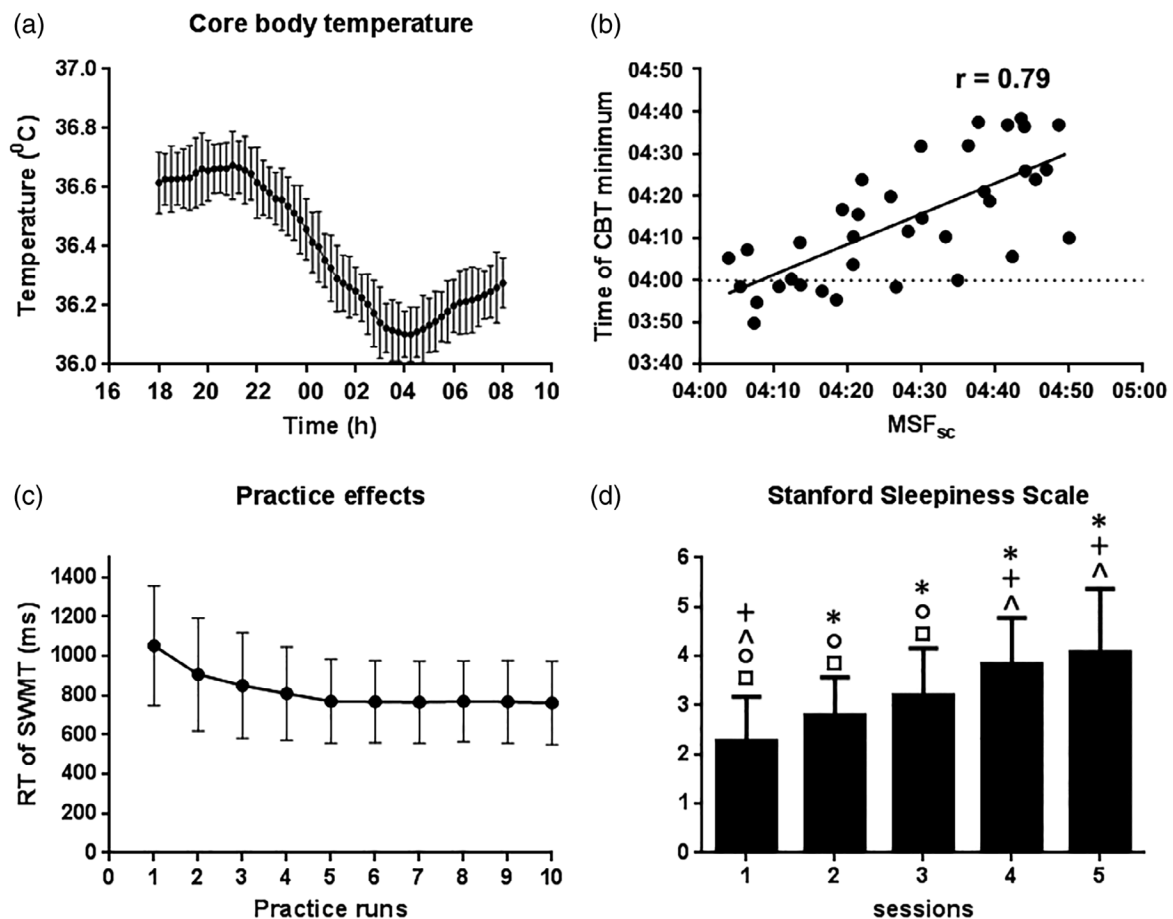 (a) Core body temperature
37.0
36.8
36.6
36.4
36.2
36.0
Temperature (⁰C)
16 18 20 22 00 02 04 06 08 10
Time (h)
(b)
r = 0.79
04:50
04:40
04:30
04:20
04:10
04:00
03:50
03:40
Time of CBT minimum
04:00 04:10 04:20 04:30 04:40 04:50 05:00
MSFsc
(c) Practice effects
1400
1200
1000
800
600
400
200
0
RT of SWMT (ms)
0 1 2 3 4 5 6 7 8 9 10
Practice runs
(d) Stanford Sleepiness Scale
6
5
4
3
2
1
0
+ ^ ○ □
* ○ □
* ○ □
* + ^
* + ^
1 2 3 4 5
sessions